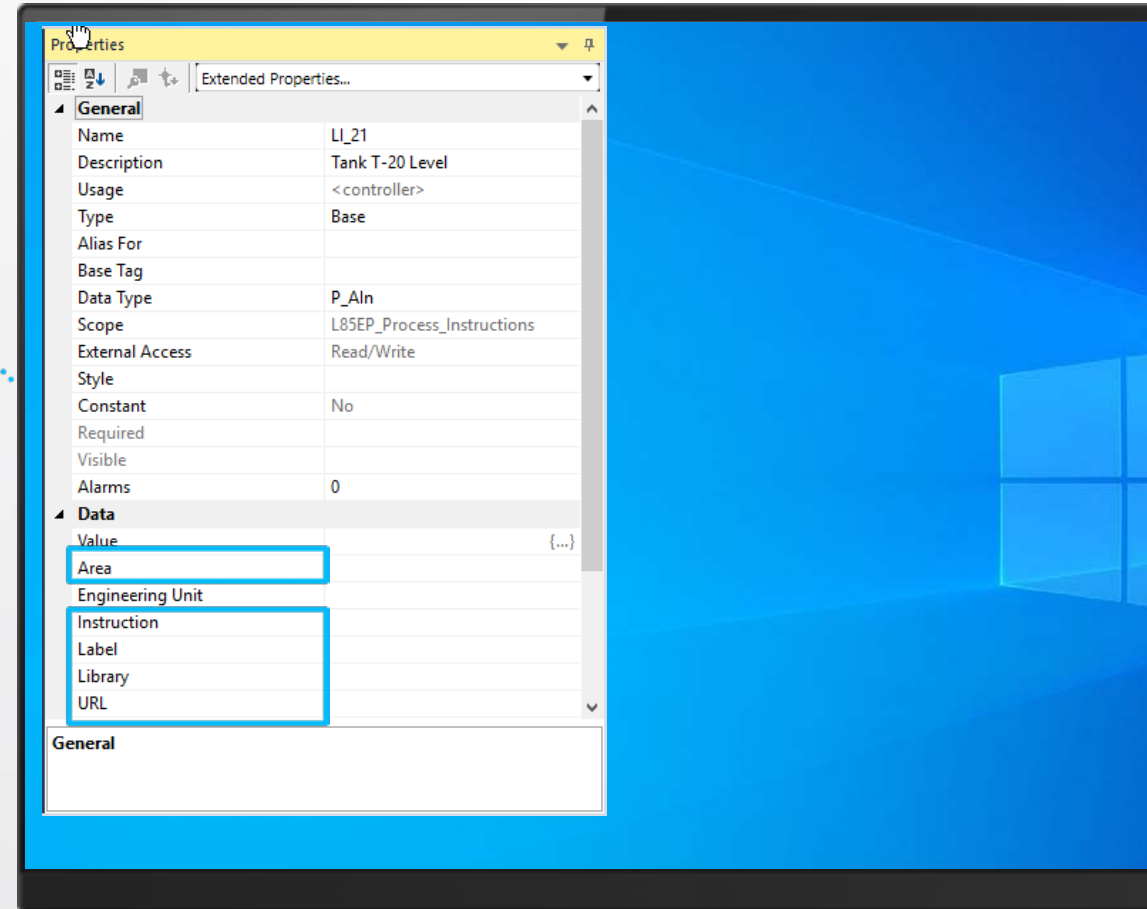 Properties
Extended Properties...
General
Name LI_21
Description Tank T-20 Level
Usage <controller>
Type Base
Alias For
Base Tag
Data Type P_AIn
Scope L85EP_Process_Instructions
External Access Read/Write
Style
Constant No
Required
Visible
Alarms 0
Data
Value {...}
Area
Engineering Unit
Instruction
Label
Library
URL
General